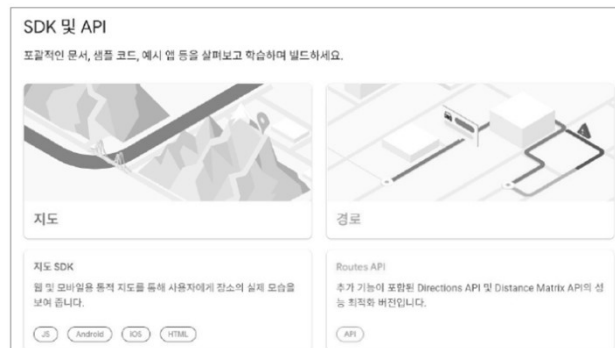 SDK 및 API
포괄적인 문서, 샘플 코드, 예시 앱 등을 살펴보고 학습하며 빌드하세요.
지도
경로
지도 SDK
웹 및 모바일용 동적 지도를 통해 사용자에게 장소의 실제 모습을
보여 줍니다.
JS
Android
iOS
HTML
Routes API
추가 기능이 포함된 Directions API 및 Distance Matrix API의 성
능 최적화 버전입니다.
API